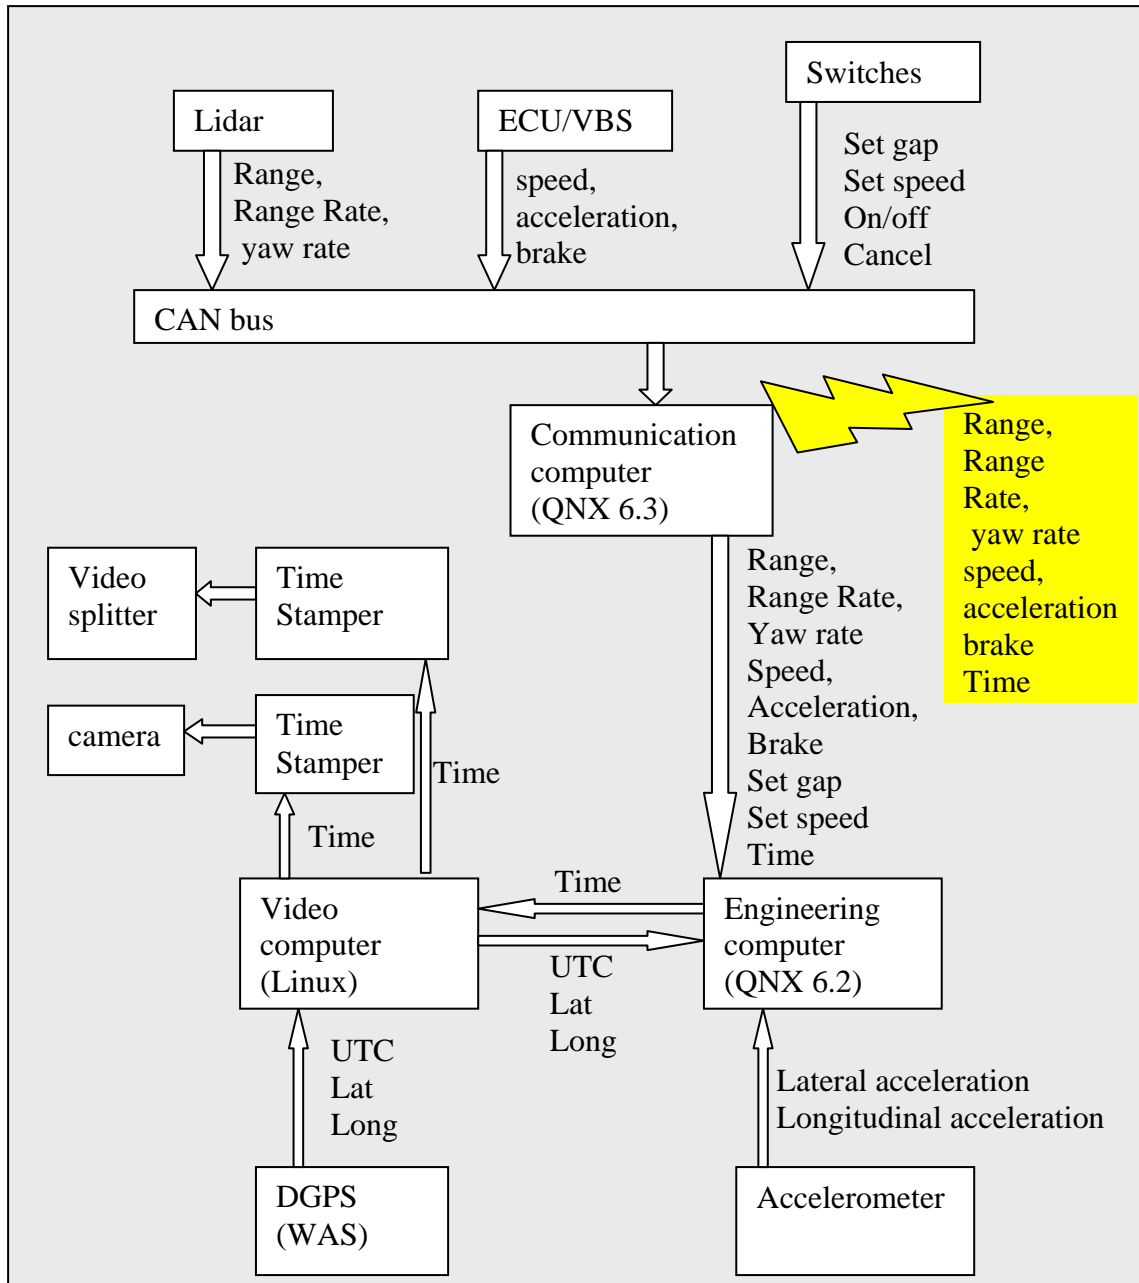 Switches
Lidar
ECU/VBS
Range,
Range Rate,
yaw rate
speed,
acceleration,
brake
Set gap
Set speed
On/off
Cancel
CAN bus
Communication
computer
(QNX 6.3)
Range,
Range
Rate,
yaw rate
speed,
acceleration
brake
Time
Range,
Range Rate,
Yaw rate
Speed,
Acceleration,
Brake
Set gap
Set speed
Time
Video
splitter
Time
Stamper
camera
Time
Stamper
Time
Time
Video
computer
(Linux)
Time
UTC
Lat
Long
Engineering
computer
(QNX 6.2)
UTC
Lat
Long
Lateral acceleration
Longitudinal acceleration
DGPS
(WAS)
Accelerometer